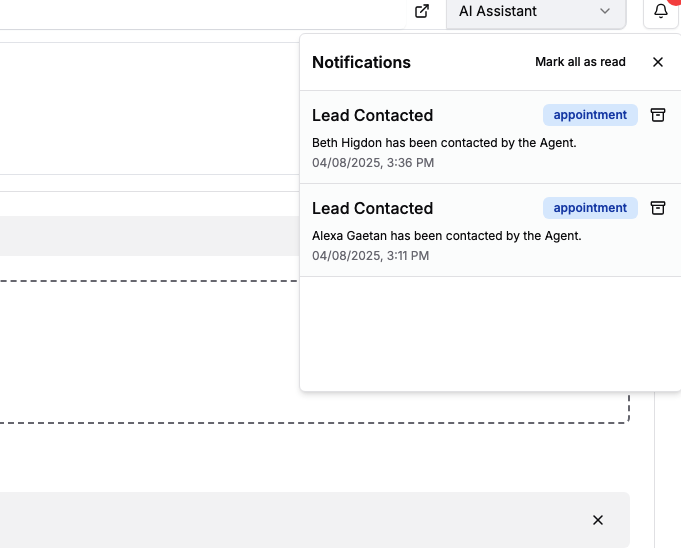 AI Assistant
Notifications
Mark all as read
Lead Contacted
appointment
Beth Higdon has been contacted by the Agent.
04/08/2025, 3:36 PM
Lead Contacted
appointment
Alexa Gaetan has been contacted by the Agent.
04/08/2025, 3:11 PM